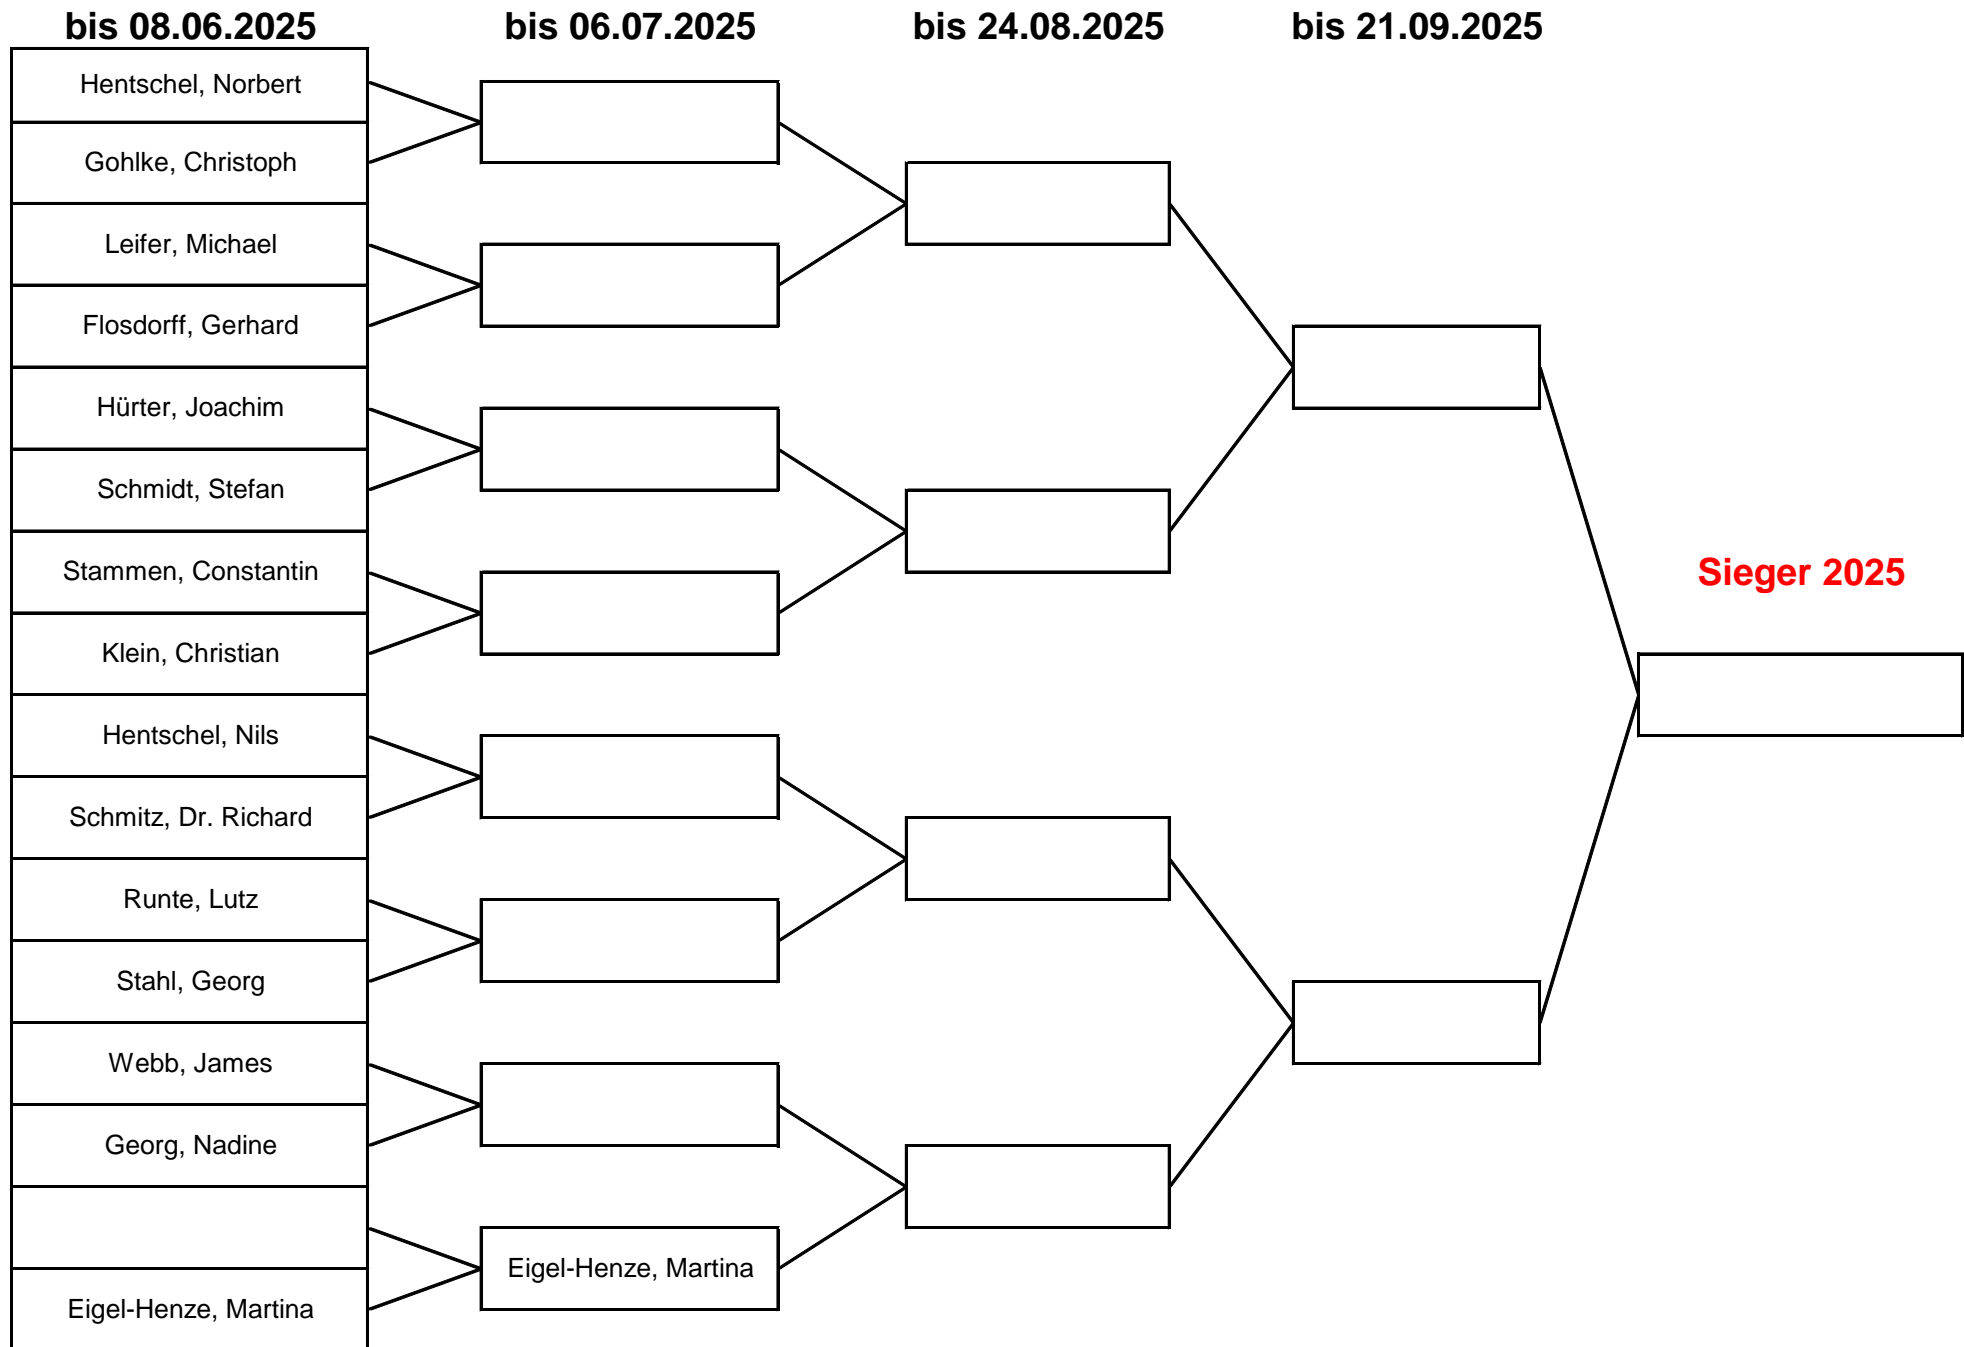 bis 08.06.2025 bis 06.07.2025 bis 24.08.2025 bis 21.09.2025
Hentschel, Norbert
Gohlke, Christoph
Leifer, Michael
Flosdorff, Gerhard
Hürter, Joachim
Schmidt, Stefan
Stammen, Constantin
Sieger 2025
Klein, Christian
Hentschel, Nils
Schmitz, Dr. Richard
Runte, Lutz
Stahl, Georg
Webb, James
Georg, Nadine
Eigel-Henze, Martina
Eigel-Henze, Martina